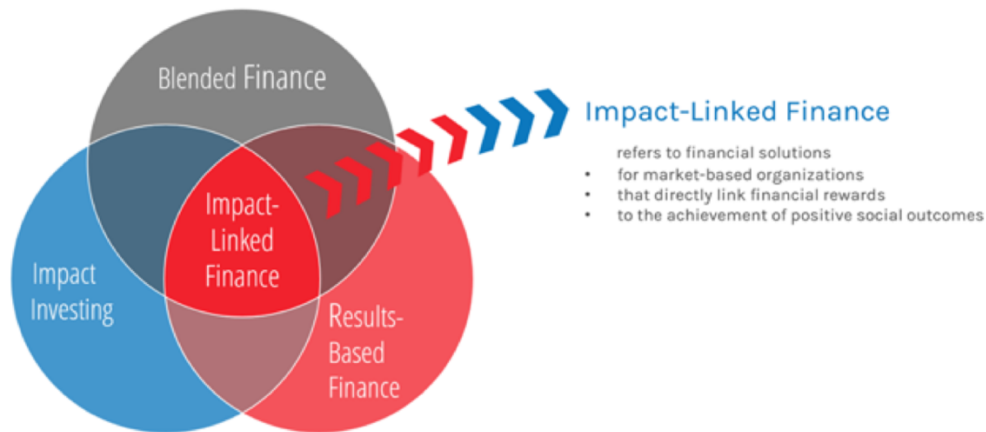 Blended Finance
Impact-
Linked
Finance
Impact
Investing
Results-
Based
Finance
Impact-Linked Finance
refers to financial solutions
• for market-based organizations
• that directly link financial rewards
• to the achievement of positive social outcomes